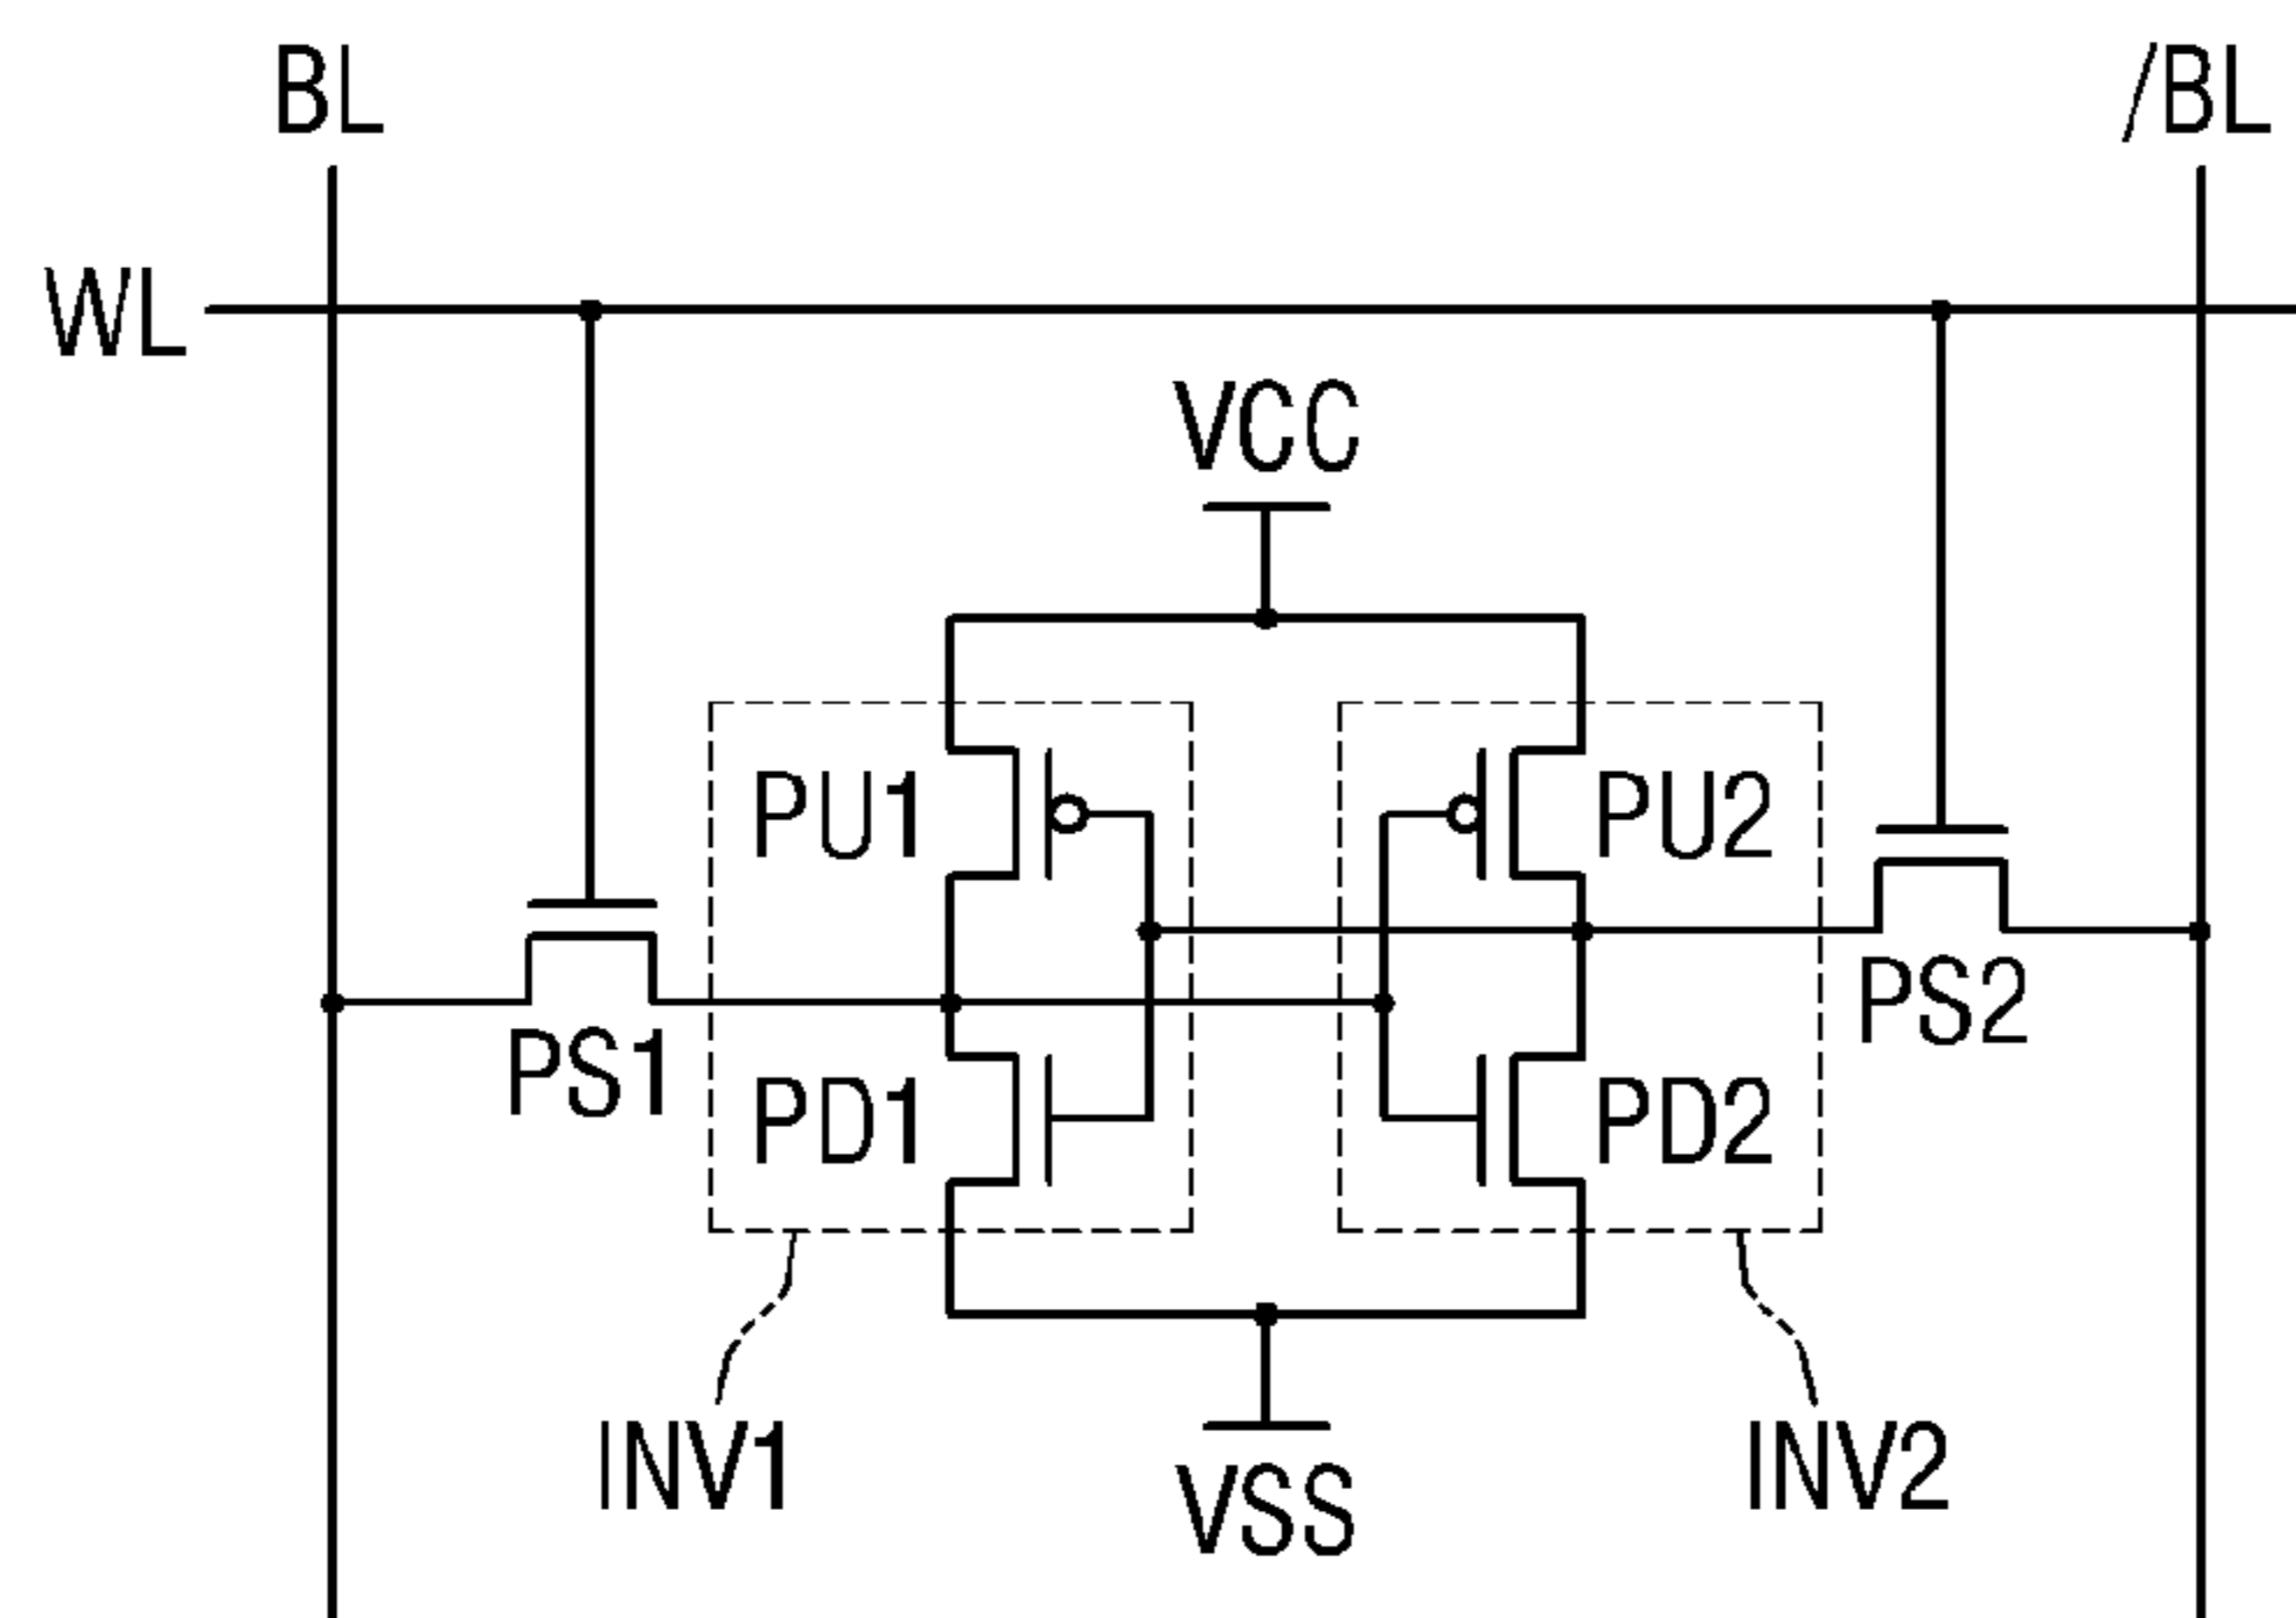 BL /BL
WL
VCC
PU1 PU2
PS1 PS2
PD1 PD2
INV1 INV2
VSS